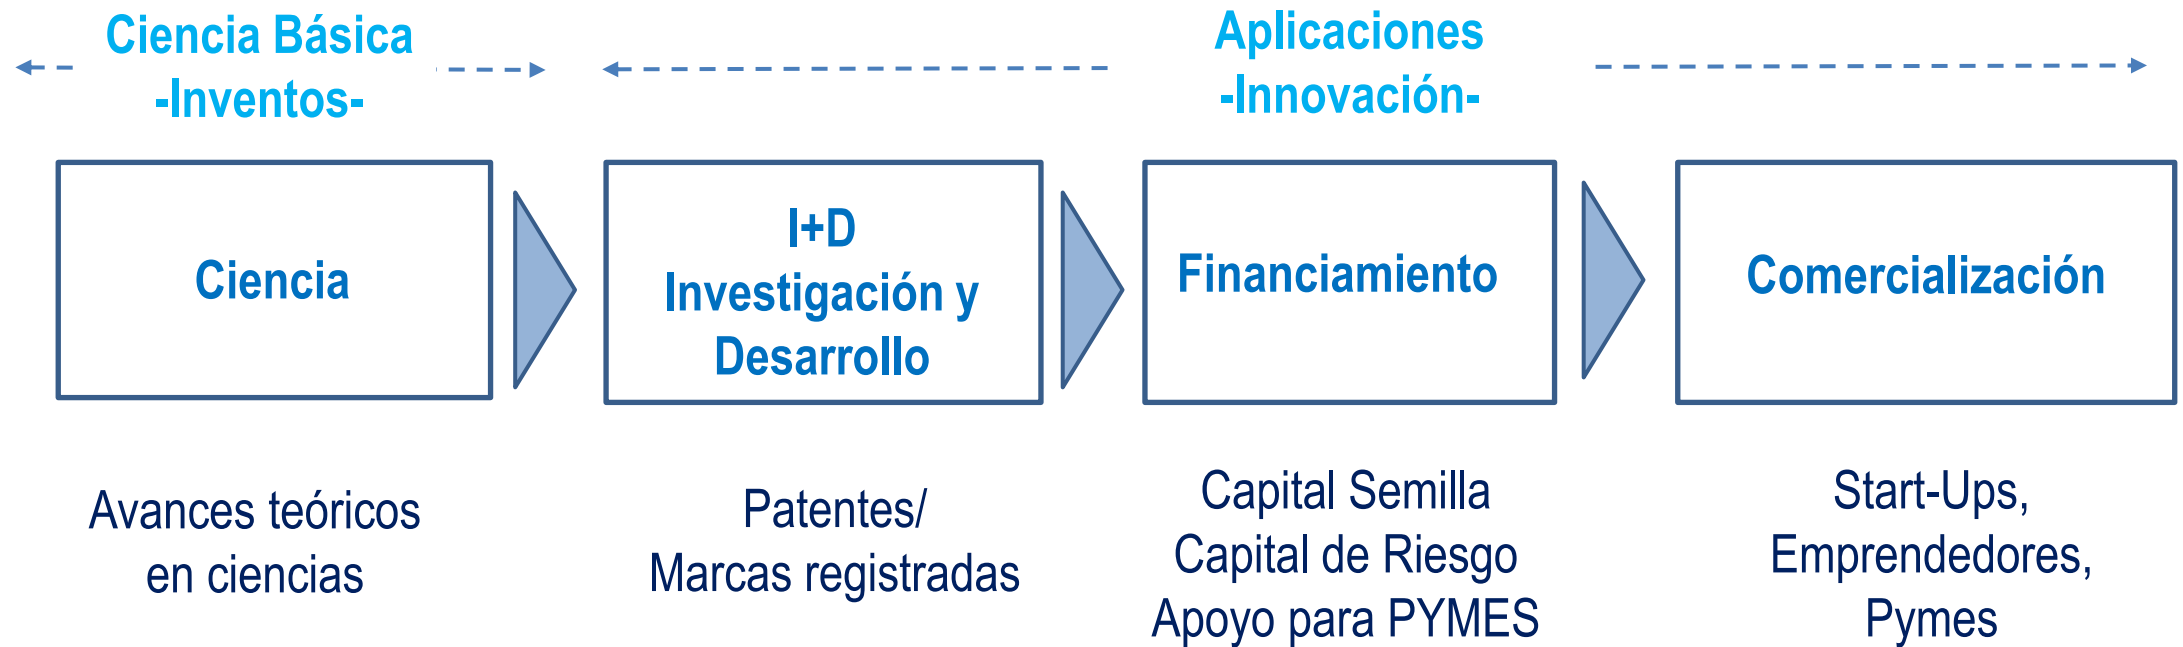 Ciencia Básica
-Inventos-
Aplicaciones
-Innovación-
Ciencia
I+D
Investigación y
Desarrollo
Financiamiento
Comercialización
Avances teóricos
en ciencias
Patentes/
Marcas registradas
Capital Semilla
Capital de Riesgo
Apoyo para PYMES
Start-Ups,
Emprendedores,
Pymes